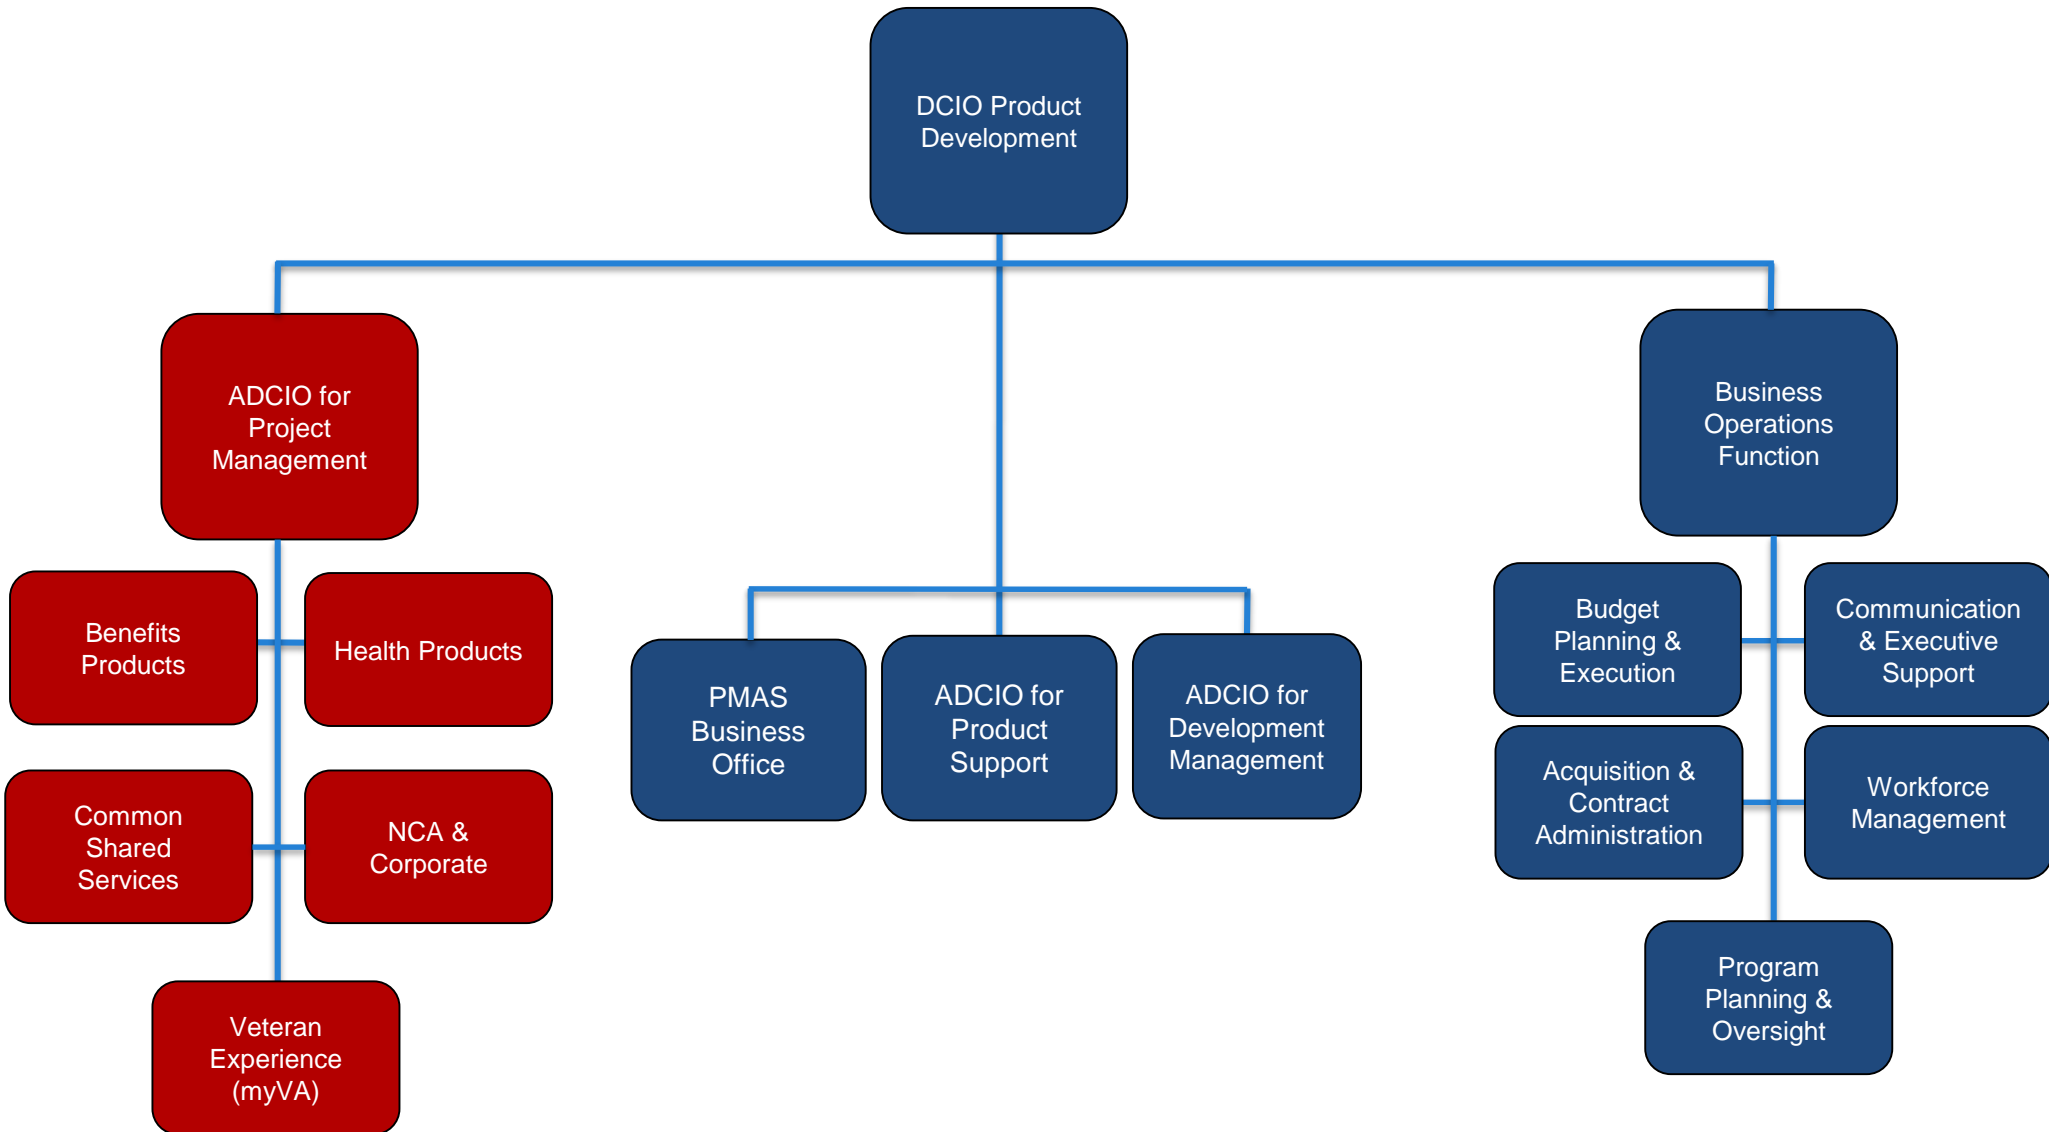 DCIO Product
Development
ADCIO for
Project
Management
Business
Operations
Function
Benefits
Products
Health Products
Common
Shared
Services
NCA &
Corporate
Veteran
Experience
(myVA)
PMAS
Business
Office
ADCIO for
Product
Support
ADCIO for
Development
Management
Budget
Planning &
Execution
Communication
& Executive
Support
Acquisition &
Contract
Administration
Workforce
Management
Program
Planning &
Oversight